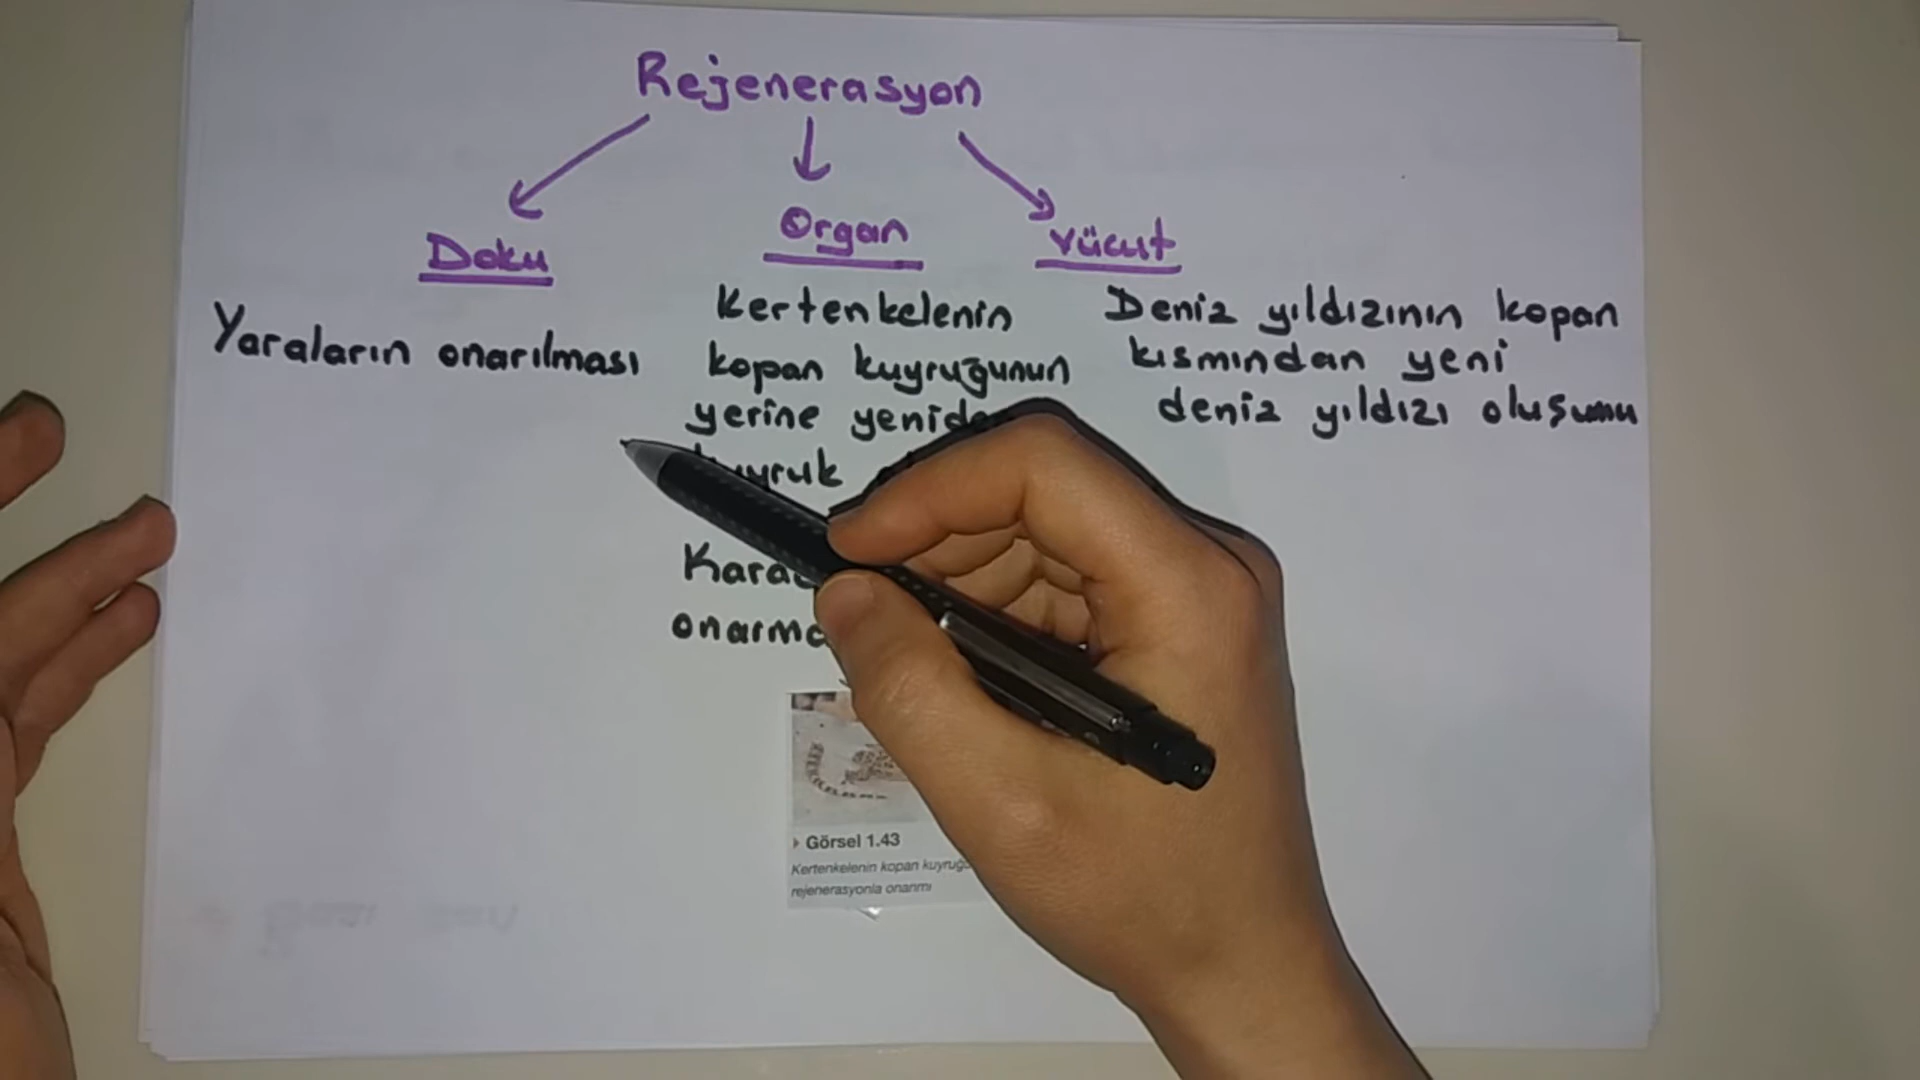 Rejenerasyon
Doku
Yaraların onarılması
Organ
Kertenkelenin
kopan kuyruğunun
yerine
Vücut
Deniz yıldızının kopan
kısmından yeni
deniz yıldızı oluşumu
Görsel 1.43
Kertenkelenin kopan
rejenerasyonla onarımı